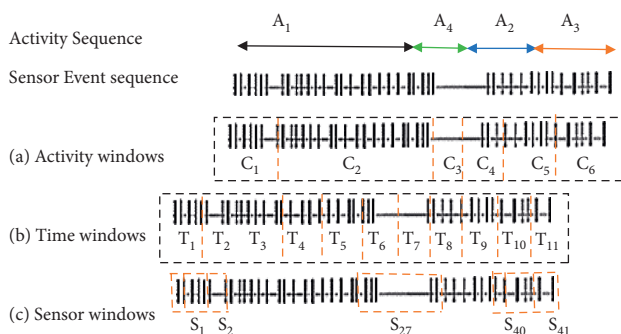 A₁ A₄ A₂ A₃
Activity Sequence
Sensor Event sequence
(a) Activity windows
C₁ C₂ C₃ C₄ C₅ C₆
(b) Time windows
T₁ T₂ T₃ T₄ T₅ T₆ T₇ T₈ T₉ T₁₀ T₁₁
(c) Sensor windows
S₁ S₂ S₂₇ S₄₀ S₄₁